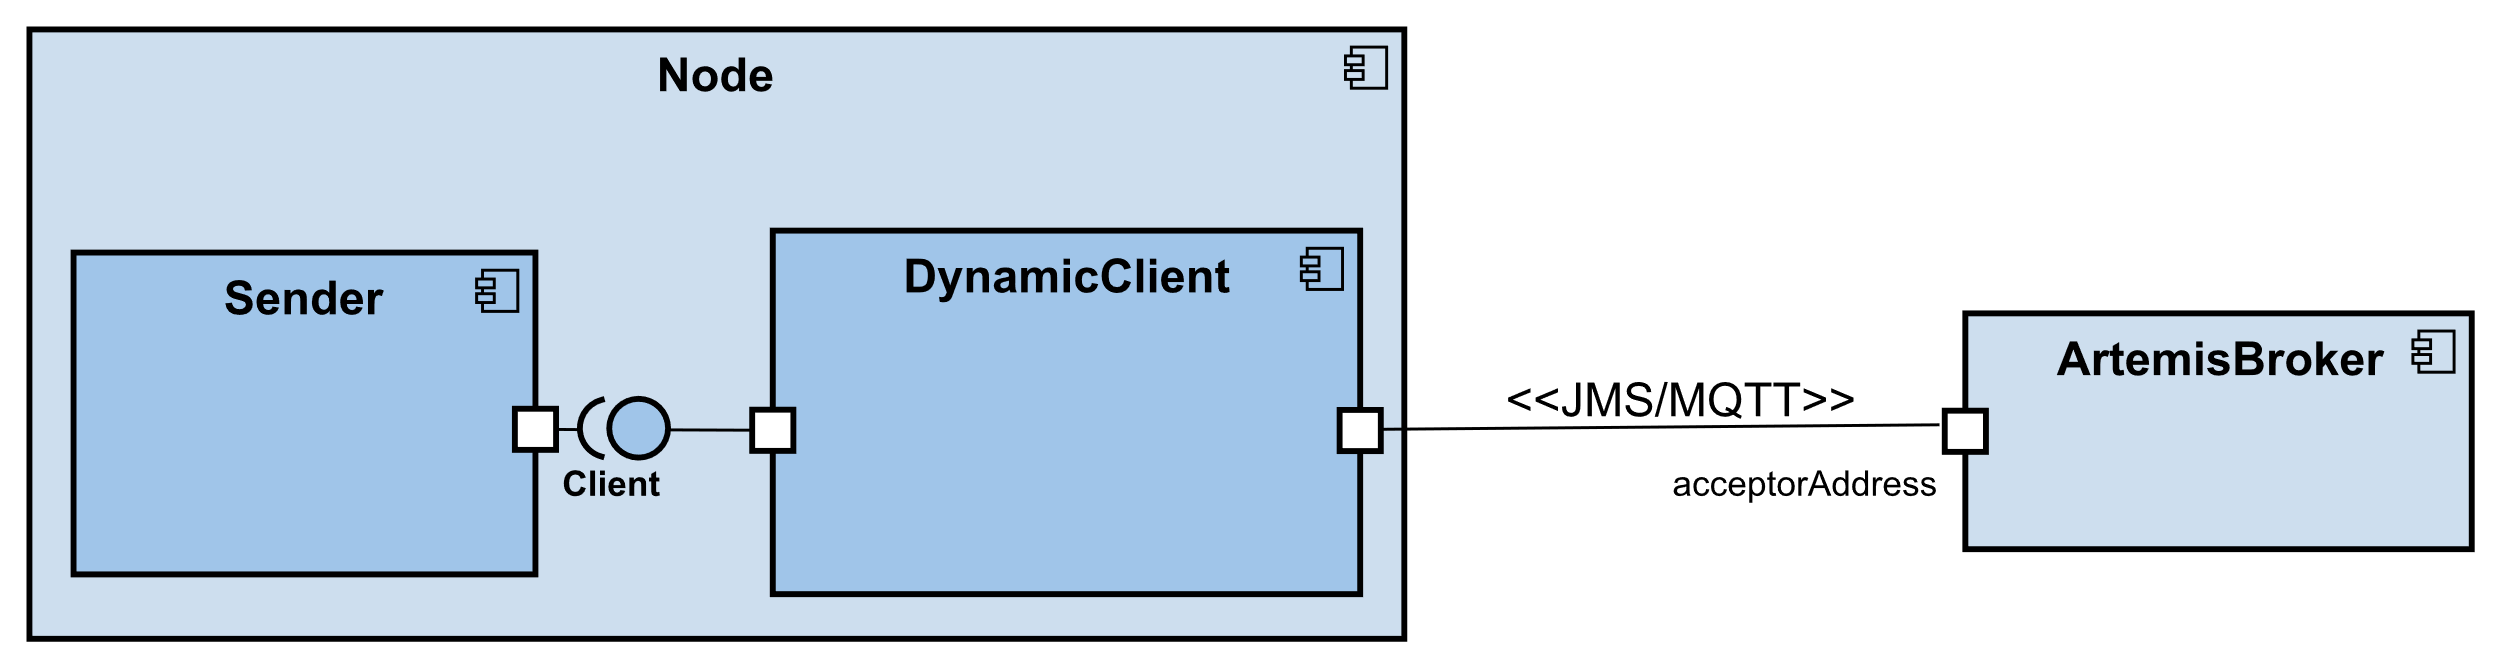 Node
Sender
DynamicClient
ArtemisBroker
<<JMS/MQTT>>
Client
acceptorAddress